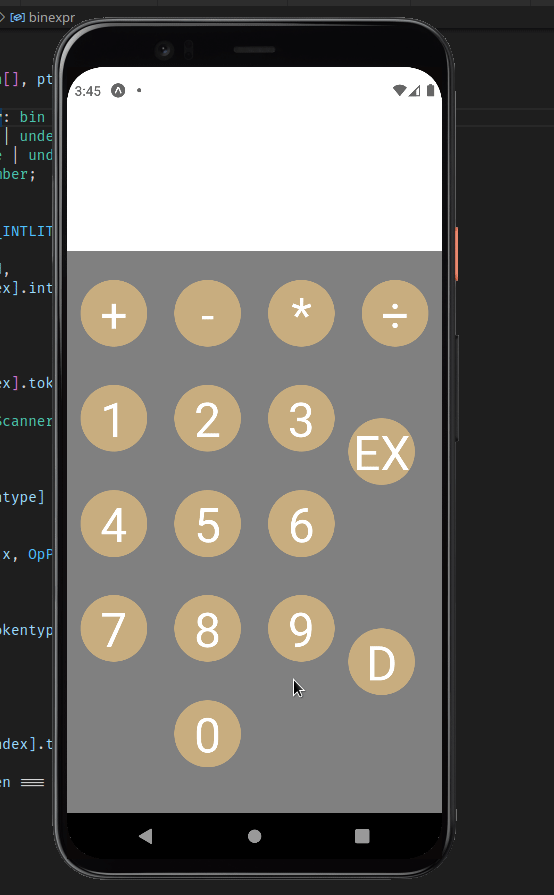 binexpr
[], pt
3:45
: bin
| unde
| und
mber;
_INTLIT
ex].int
ex].tok
Scanner
ntype]
x, OpF
okentyp
ndex].t
en ===
+ - * ÷
1 2 3
EX
4 5 6
7 8 9
D
0